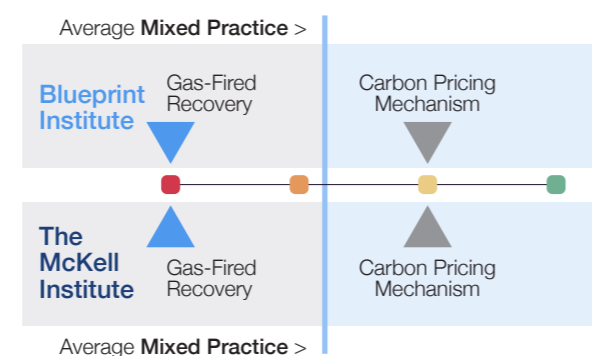 Average Mixed Practice >
Blueprint
Institute
Gas-Fired
Recovery
Carbon Pricing
Mechanism
The
McKell
Institute
Gas-Fired
Recovery
Carbon Pricing
Mechanism
Average Mixed Practice >